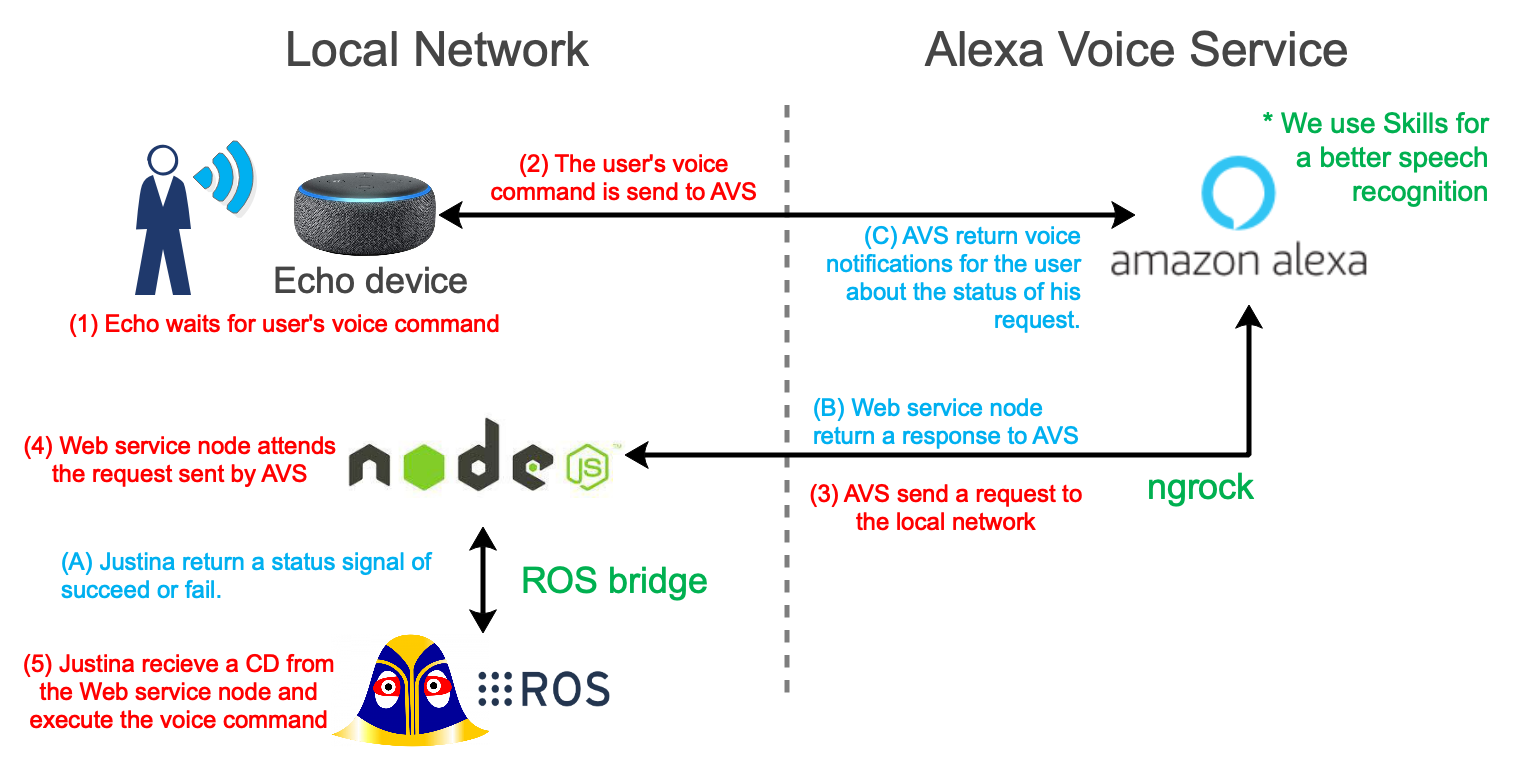 Local Network
Alexa Voice Service
* We use Skills for
a better speech
recognition
(2) The user's voice
command is send to AVS
(C) AVS return voice
notifications for the user
about the status of his
request.
amazon alexa
Echo device
(1) Echo waits for user's voice command
(B) Web service node
return a response to AVS
(4) Web service node attends
the request sent by AVS
node
JS
™
ngrock
(3) AVS send a request to
the local network
(A) Justina return a status signal of
succeed or fail.
ROS bridge
(5) Justina recieve a CD from
the Web service node and
execute the voice command
ROS